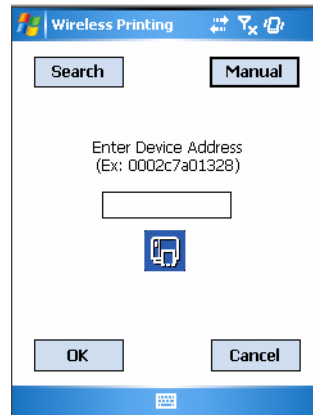 Wireless Printing
Search Manual
Enter Device Address
(Ex: 0002c7a01328)
OK Cancel